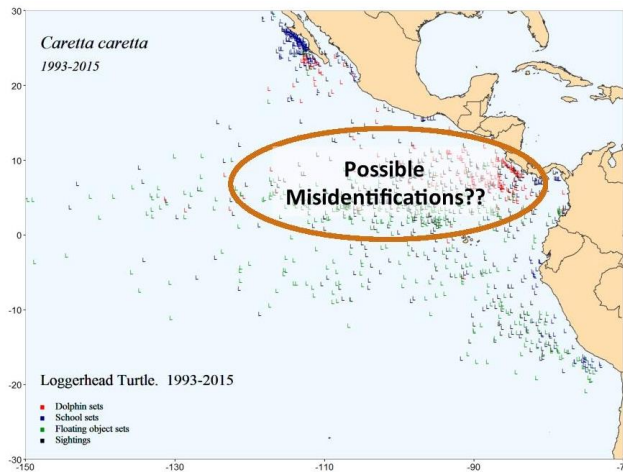 30
Caretta caretta
1993-2015
20
10
Possible
Misidentifications??
0
-10
-20
Loggerhead Turtle. 1993-2015
Dolphin sets
School sets
Floating object sets
Sightings
-30
-150
-130
-110
-90
-70